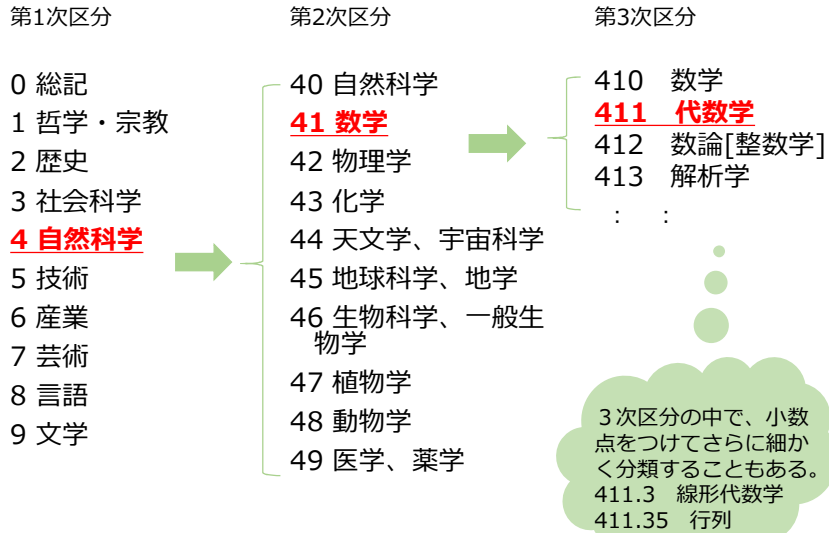 第1次区分
0 総記
1 哲学・宗教
2 歴史
3 社会科学
4 自然科学
5 技術
6 産業
7 芸術
8 言語
9 文学
第2次区分
40 自然科学
41 数学
42 物理学
43 化学
44 天文学、宇宙科学
45 地球科学、地学
46 生物科学、一般生
物学
47 植物学
48 動物学
49 医学、薬学
第3次区分
410 数学
411 代数学
412 数論[整数学]
413 解析学
： ：
３次区分の中で、小数
点をつけてさらに細か
く分類することもある。
411.3 線形代数学
411.35 行列